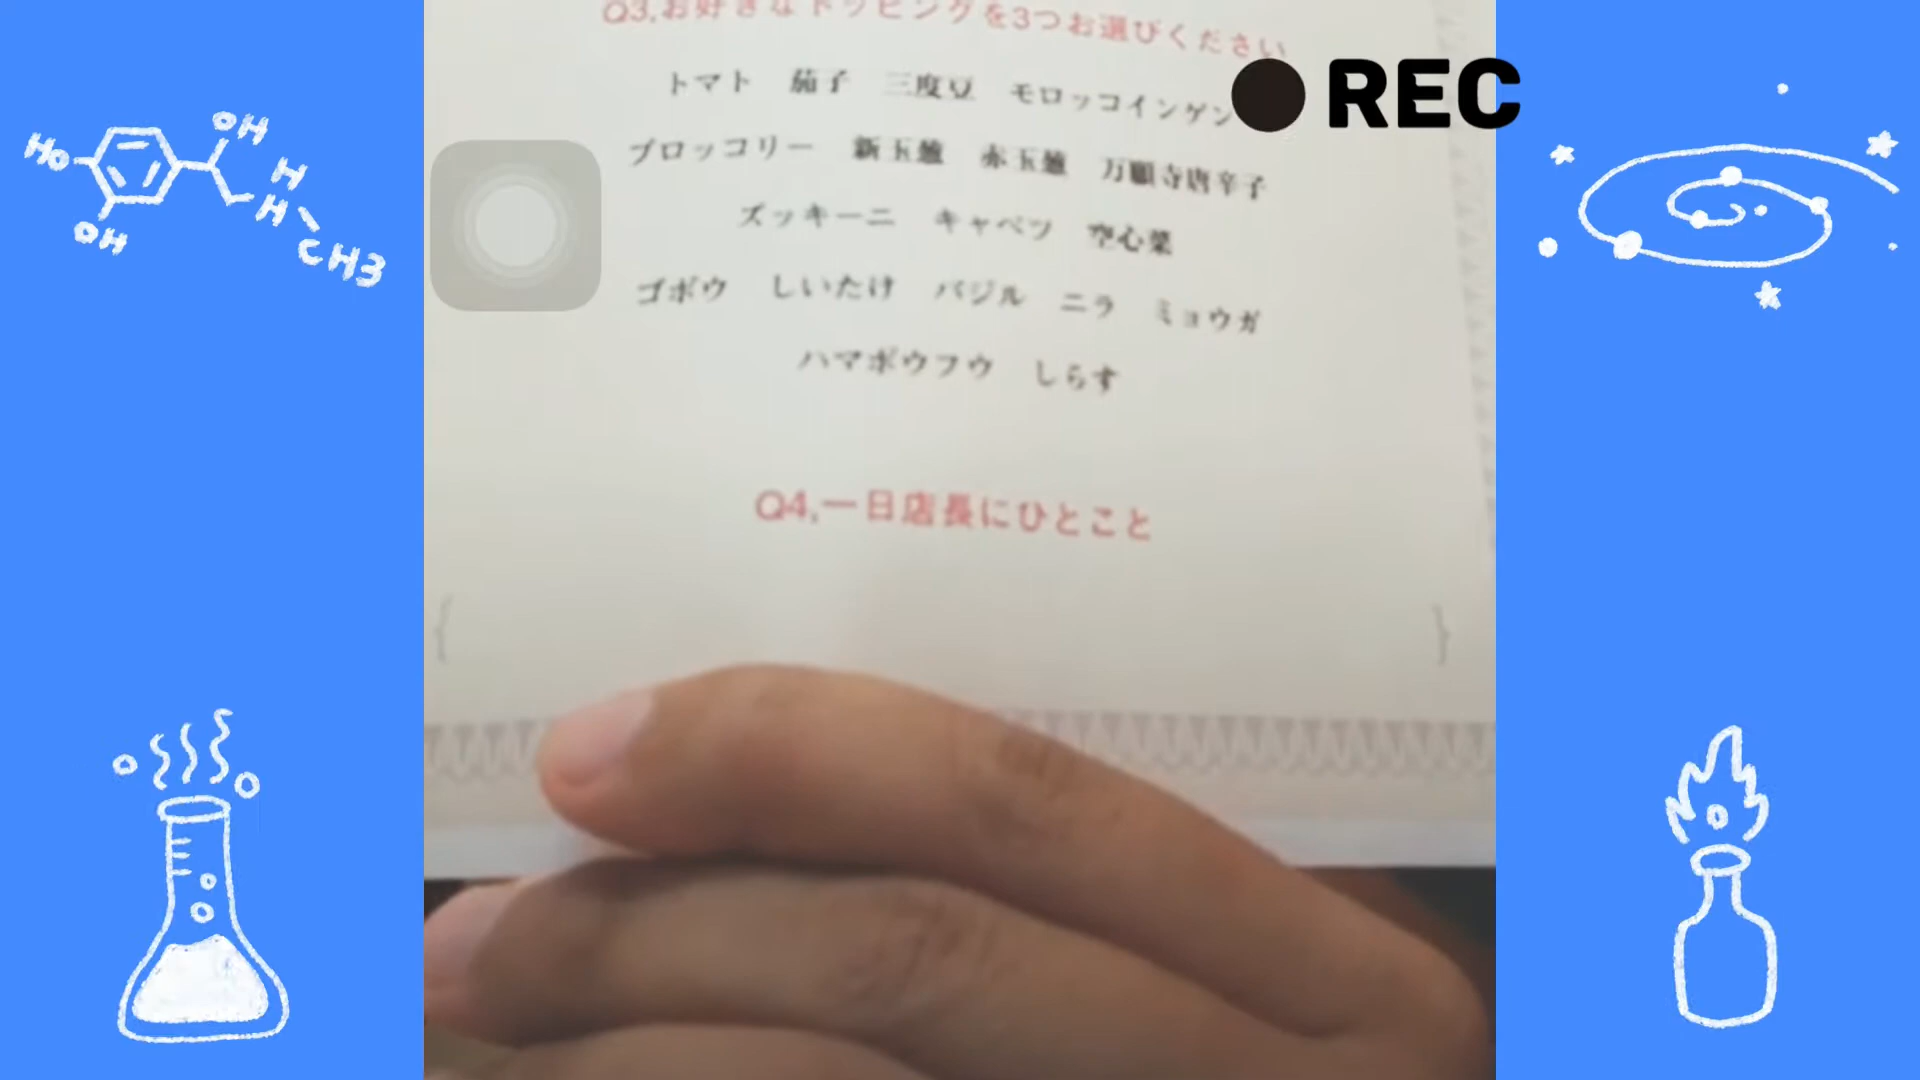 Q3,お好きなトッピングを3つお選びください
REC
トマト 茄子 三度豆 モロッコインゲン
ブロッコリー 新玉葱 赤玉葱 万願寺唐辛子
ズッキーニ キャベツ 空心菜
ゴボウ しいたけ バジル ニラ ミョウガ
ハマボウフウ しらす
Q4,一日店長にひとこと
{ }
HO
OH
H
H
OH
CH3